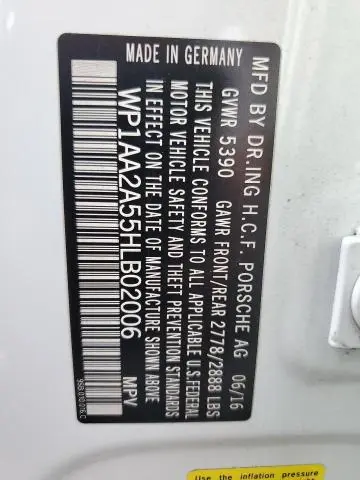 MFD BY DR.ING H.C.F. PORSCHE AG 06/16
GVWR 5390 GAWR FRONT/REAR 2778/2888 LBS
THIS VEHICLE CONFORMS TO ALL APPLICABLE U.S. FEDERAL
MOTOR VEHICLE SAFETY AND THEFT PREVENTION STANDARDS
IN EFFECT ON THE DATE OF MANUFACTURE SHOWN ABOVE
WP1AA2A55HLB02006 MPV
MADE IN GERMANY
Use the inflation pressure